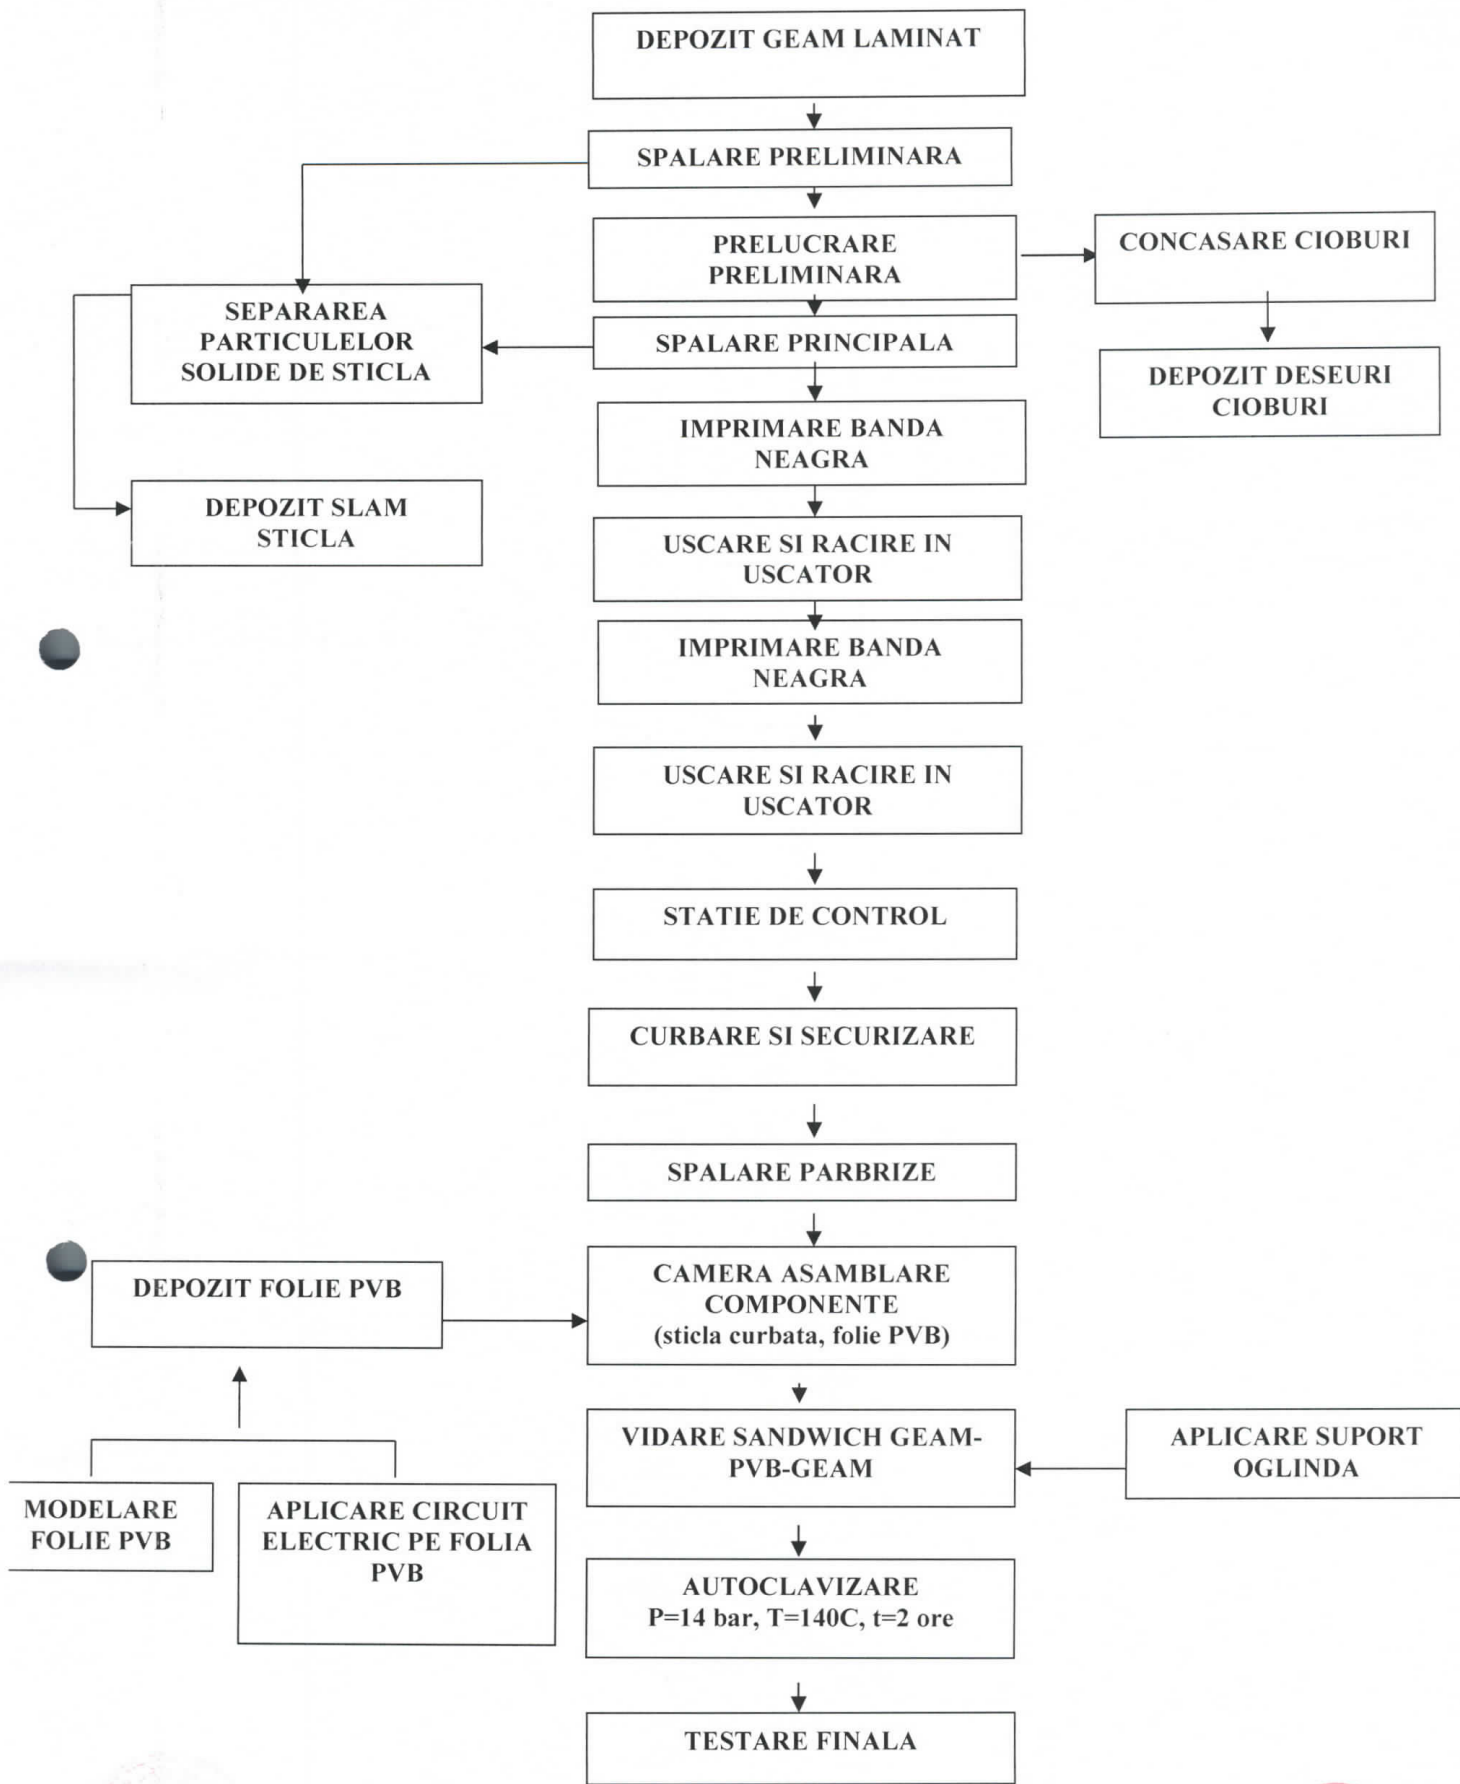 DEPOZIT GEAM LAMINAT
SPALARE PRELIMINARA
PRELUCRARE
PRELIMINARA
CONCASARE CIOBURI
SEPARAREA
PARTICULELOR
SOLIDE DE STICLA
SPALARE PRINCIPALA
DEPOZIT DESEURI
CIOBURI
IMPRIMARE BANDA
NEAGRA
DEPOZIT SLAM
STICLA
USCARE SI RACIRE IN
USCATOR
IMPRIMARE BANDA
NEAGRA
USCARE SI RACIRE IN
USCATOR
STATIE DE CONTROL
CURBARE SI SECURIZARE
SPALARE PARBRIZE
DEPOZIT FOLIE PVB
CAMERA ASAMBLARE
COMPONENTE
(sticla curbata, folie PVB)
VIDARE SANDWICH GEAM-
PVB-GEAM
APLICARE SUPORT
OGLINDA
MODELARE
FOLIE PVB
APLICARE CIRCUIT
ELECTRIC PE FOLIA
PVB
AUTOCLAVIZARE
P=14 bar, T=140C, t=2 ore
TESTARE FINALA